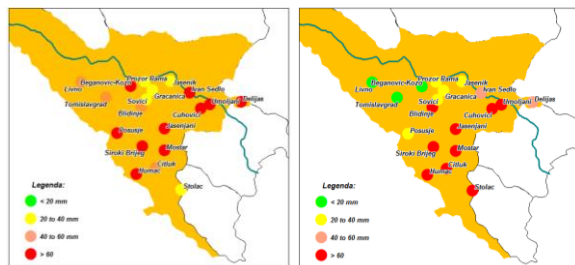 Prozor Rama
Jasenik
Livno
Beganovic-Kozo
Ivan Sedlo
Tomislavgrad
Gracanica
Sovici
Umoljani
Delijas
Cuhovici
Blidinje
Posusje
Jasenjani
Siroki Brijeg
Mostar
Citluk
Humac
Stolac
Legenda:
< 20 mm
20 to 40 mm
40 to 60 mm
> 60
Prozor Rama
Jasenik
Livno
Beganovic-Kozo
Ivan Sedlo
Tomislavgrad
Gracanica
Sovici
Umoljani
Delijas
Cuhovici
Blidinje
Posusje
Jasenjani
Siroki Brijeg
Mostar
Citluk
Humac
Stolac
Legenda:
< 20 mm
20 to 40 mm
40 to 60 mm
> 60